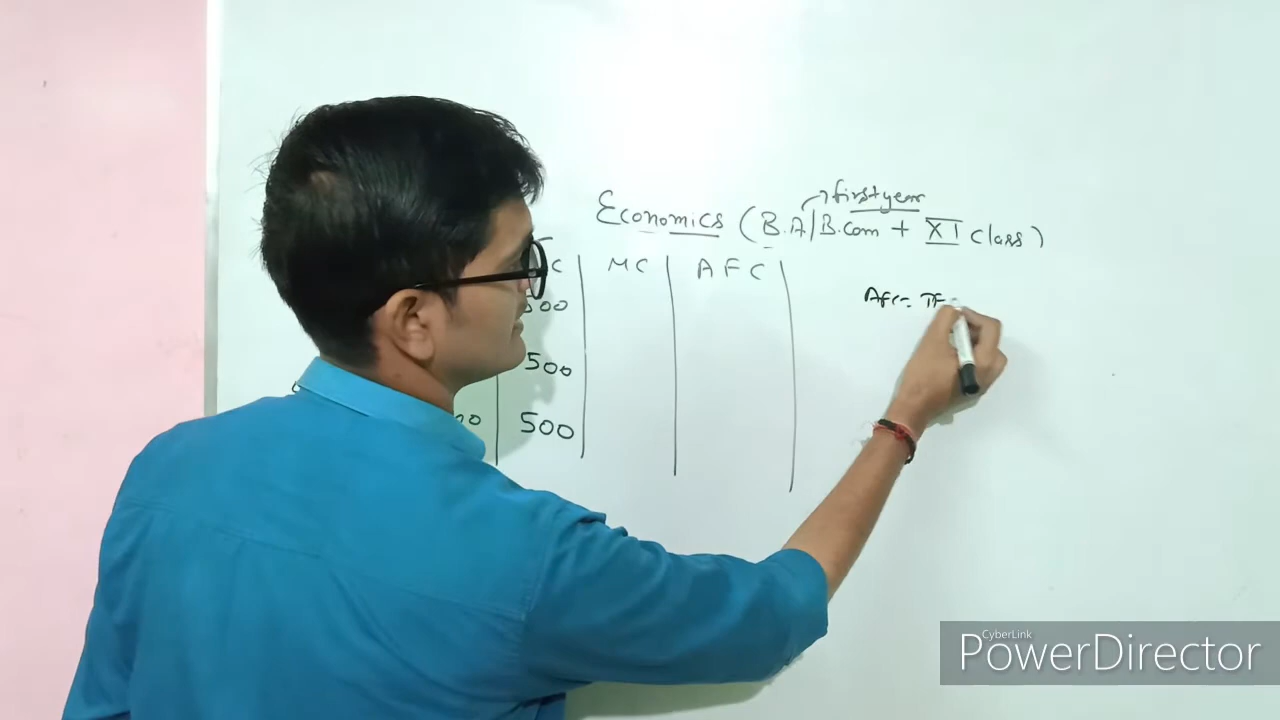 first year
Economics (B.A/B.com + XI class)
C MC AFC
500
AFC= TF
500
500
CyberLink
PowerDirector